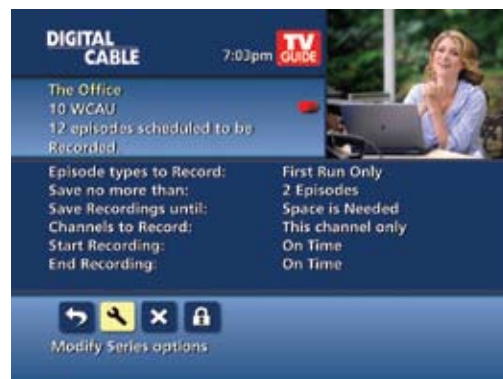 DIGITAL
CABLE
7:03pm
TV
GUIDE
The Office
10 WCAU
12 episodes scheduled to be
Recorded.
Episode types to Record: First Run Only
Save no more than: 2 Episodes
Save Recordings until: Space is Needed
Channels to Record: This channel only
Start Recording: On Time
End Recording: On Time
Modify Series options